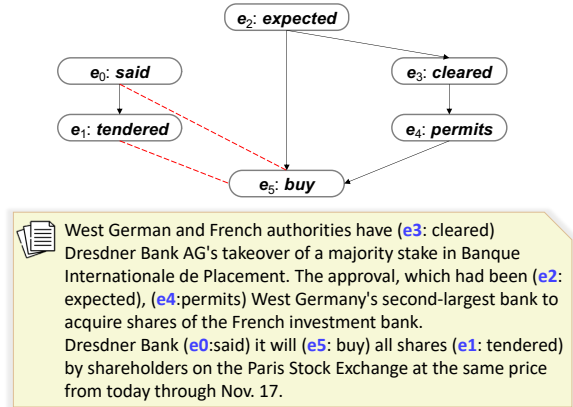 e2: expected
e0: said
e3: cleared
e1: tendered
e4: permits
e5: buy
West German and French authorities have (e3: cleared)
Dresdner Bank AG's takeover of a majority stake in Banque
Internationale de Placement. The approval, which had been (e2:
expected), (e4:permits) West Germany's second-largest bank to
acquire shares of the French investment bank.
Dresdner Bank (e0:said) it will (e5: buy) all shares (e1: tendered)
by shareholders on the Paris Stock Exchange at the same price
from today through Nov. 17.